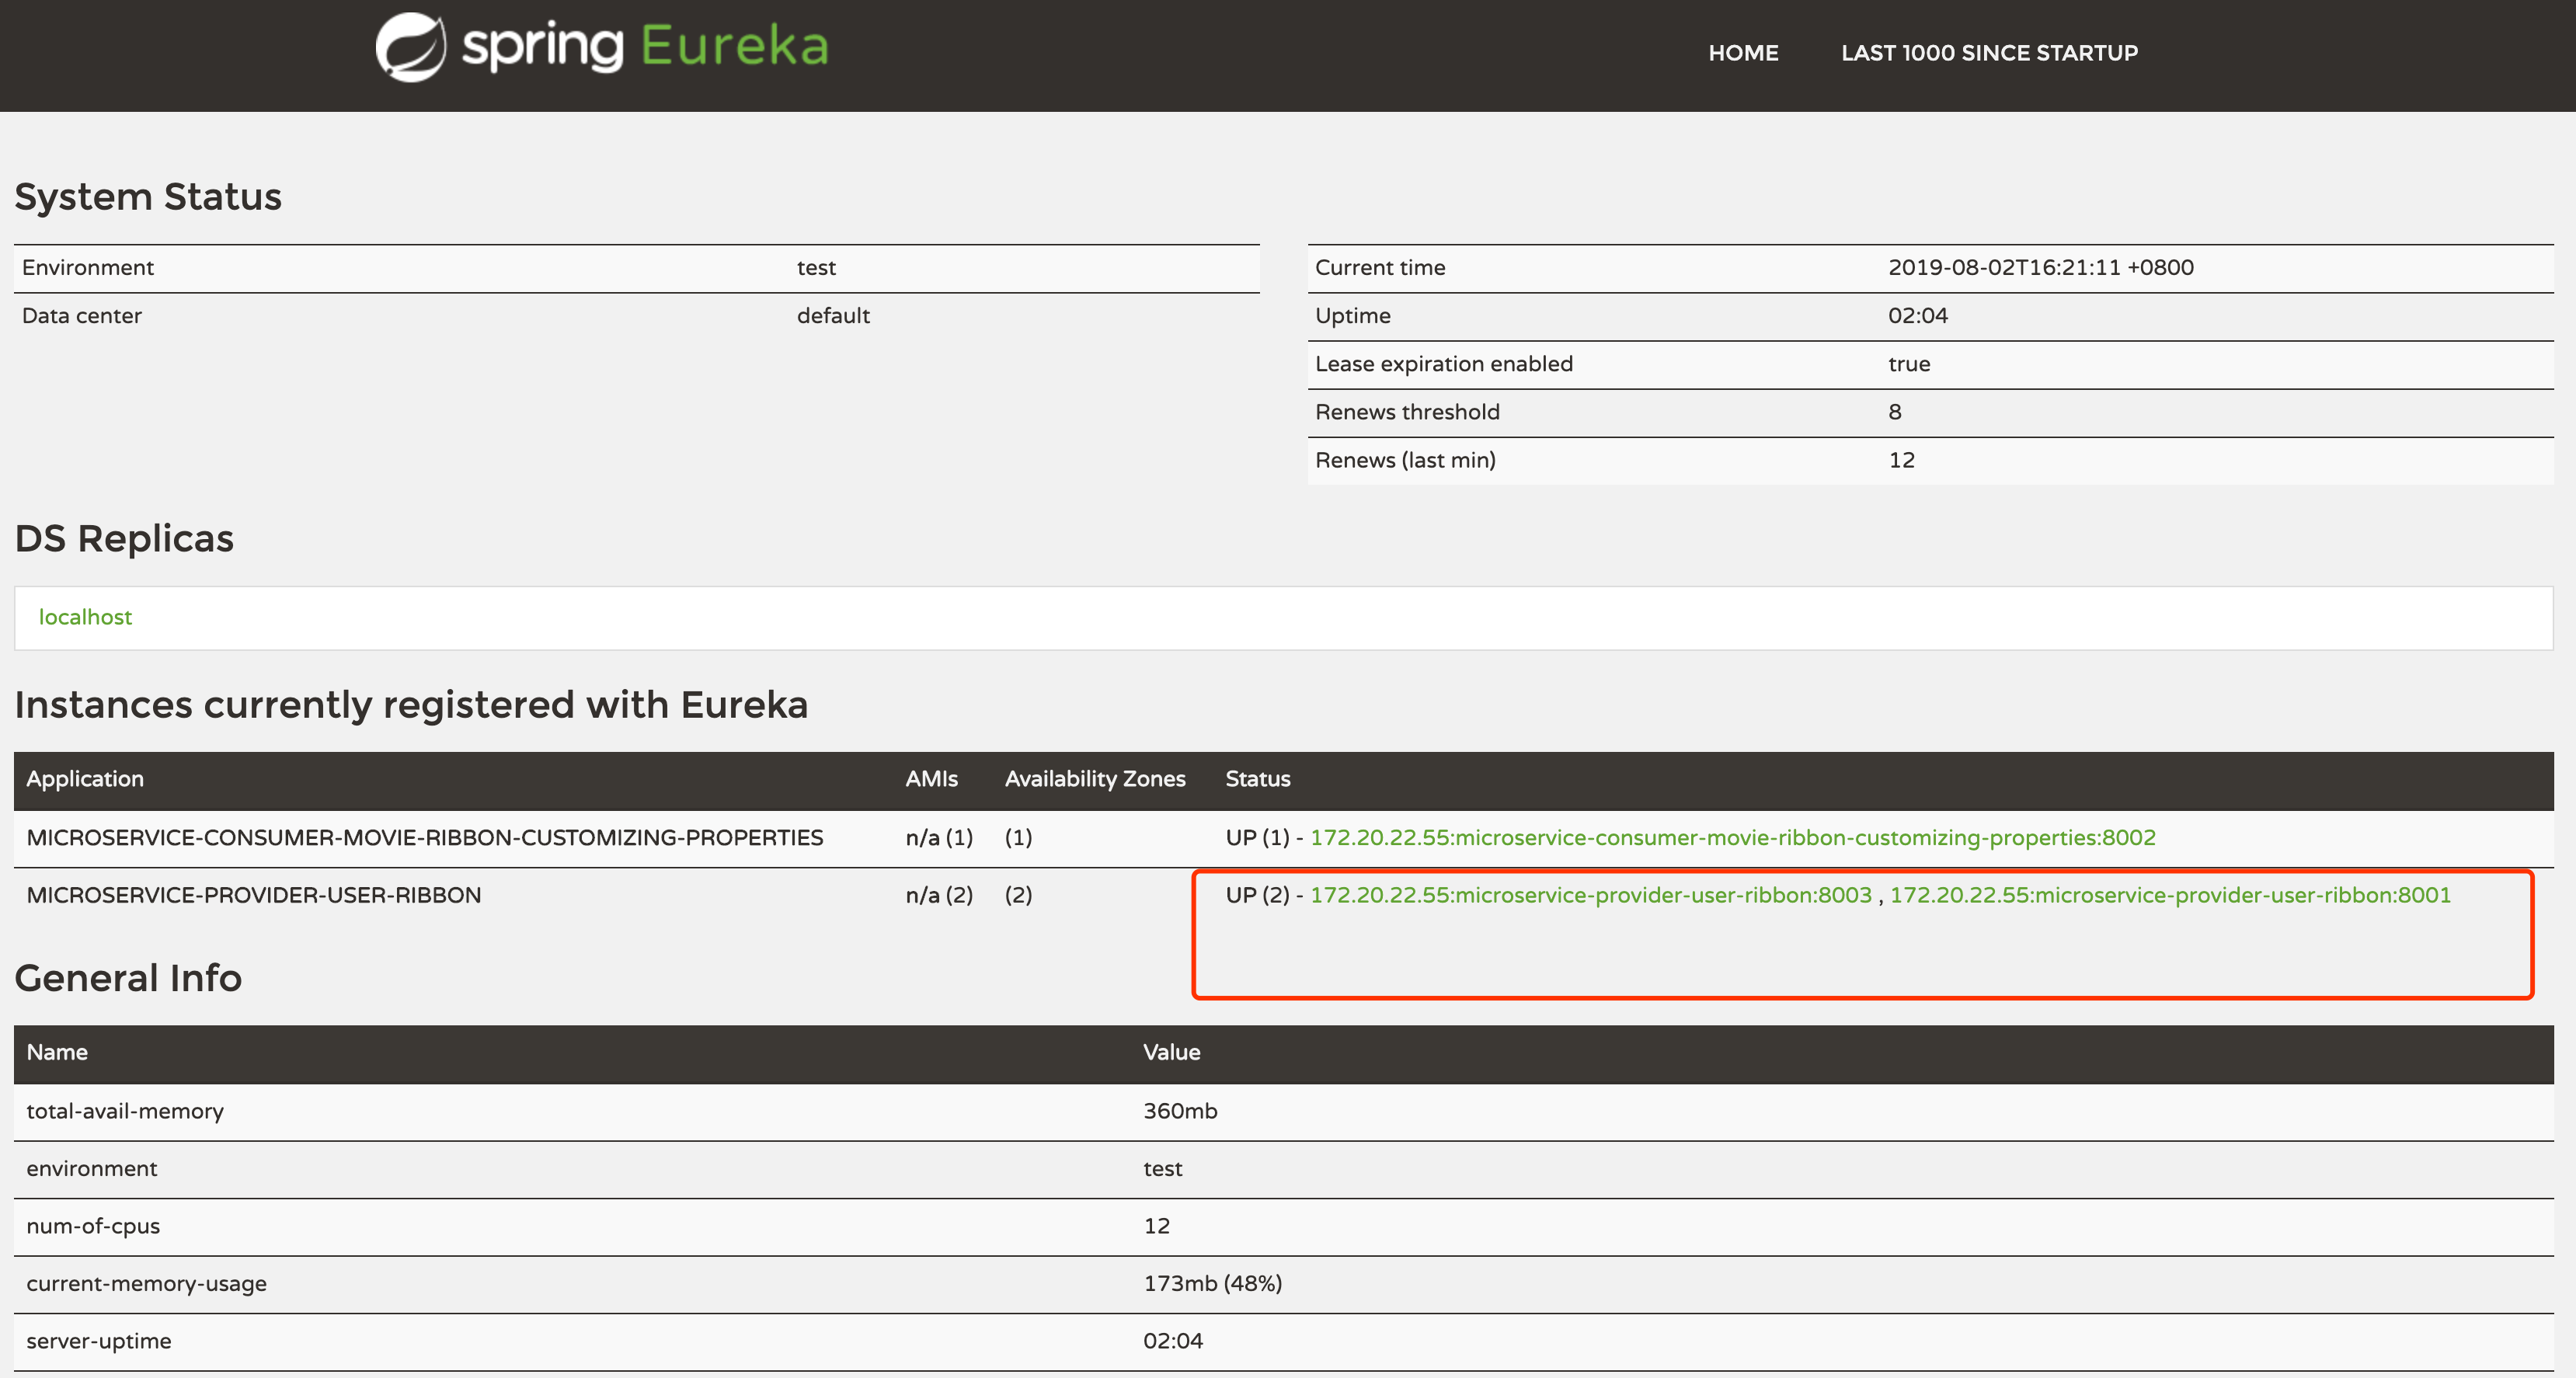 spring Eureka
HOME LAST 1000 SINCE STARTUP
System Status
Environment test
Data center default
Current time 2019-08-02T16:21:11 +0800
Uptime 02:04
Lease expiration enabled true
Renews threshold 8
Renews (last min) 12
DS Replicas
localhost
Instances currently registered with Eureka
Application AMIs Availability Zones Status
MICROSERVICE-CONSUMER-MOVIE-RIBBON-CUSTOMIZING-PROPERTIES n/a (1) (1) UP (1) - 172.20.22.55:microservice-consumer-movie-ribbon-customizing-properties:8002
MICROSERVICE-PROVIDER-USER-RIBBON n/a (2) (2) UP (2) - 172.20.22.55:microservice-provider-user-ribbon:8003 , 172.20.22.55:microservice-provider-user-ribbon:8001
General Info
Name Value
total-avail-memory 360mb
environment test
num-of-cpus 12
current-memory-usage 173mb (48%)
server-uptime 02:04